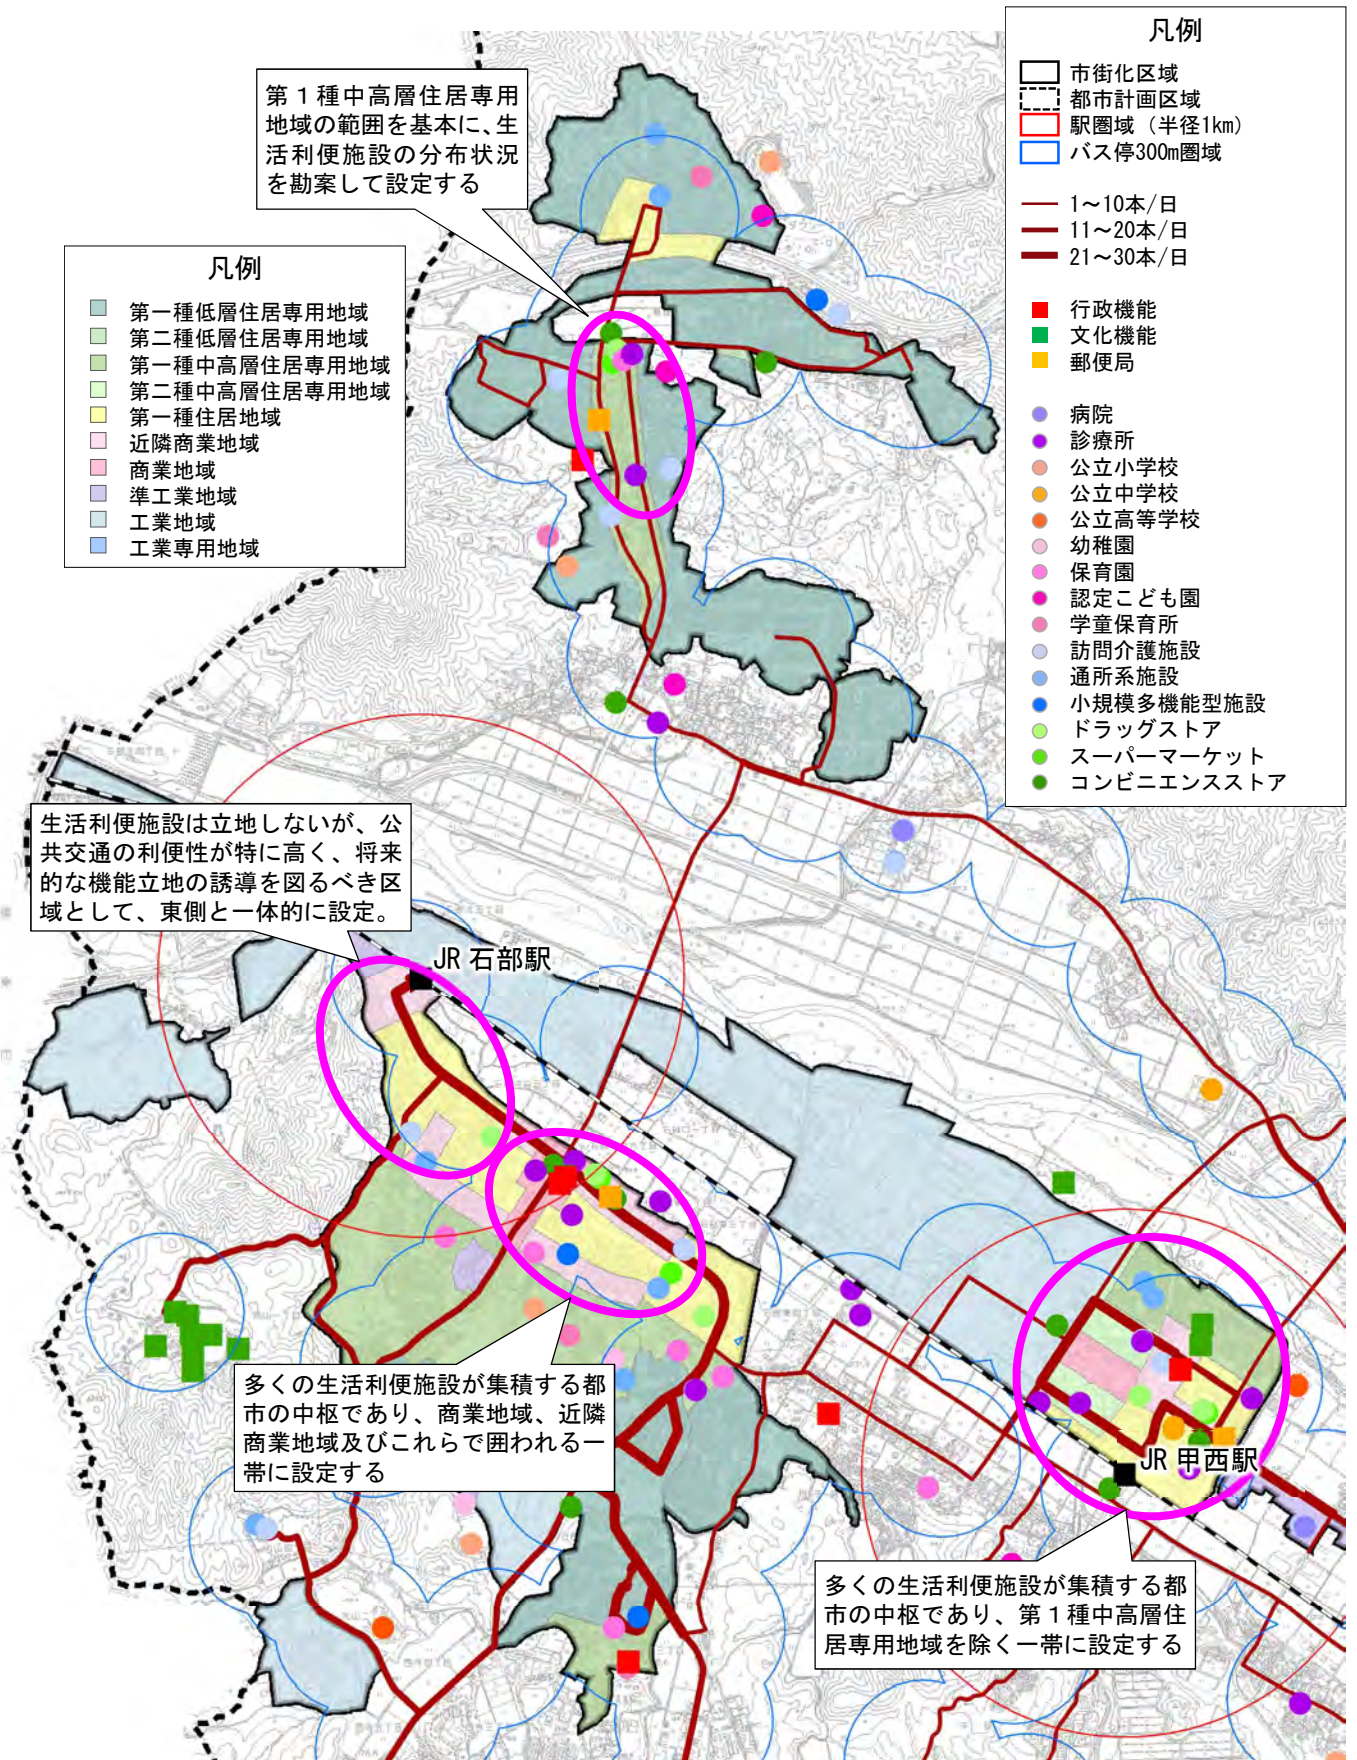 第１種中高層住居専用
地域の範囲を基本に、生
活利便施設の分布状況
を勘案して設定する
凡例
市街化区域
都市計画区域
駅圏域（半径1km）
バス停300m圏域
1～10本/日
11～20本/日
21～30本/日
行政機能
文化機能
郵便局
病院
診療所
公立小学校
公立中学校
公立高等学校
幼稚園
保育園
認定こども園
学童保育所
訪問介護施設
通所系施設
小規模多機能型施設
ドラッグストア
スーパーマーケット
コンビニエンスストア
凡例
第一種低層住居専用地域
第二種低層住居専用地域
第一種中高層住居専用地域
第二種中高層住居専用地域
第一種住居地域
近隣商業地域
商業地域
準工業地域
工業地域
工業専用地域
生活利便施設は立地しないが、公
共交通の利便性が特に高く、将来
的な機能立地の誘導を図るべき区
域として、東側と一体的に設定。
JR 石部駅
多くの生活利便施設が集積する都
市の中枢であり、商業地域、近隣
商業地域及びこれらで囲われる一
帯に設定する
JR 甲西駅
多くの生活利便施設が集積する都
市の中枢であり、第１種中高層住
居専用地域を除く一帯に設定する